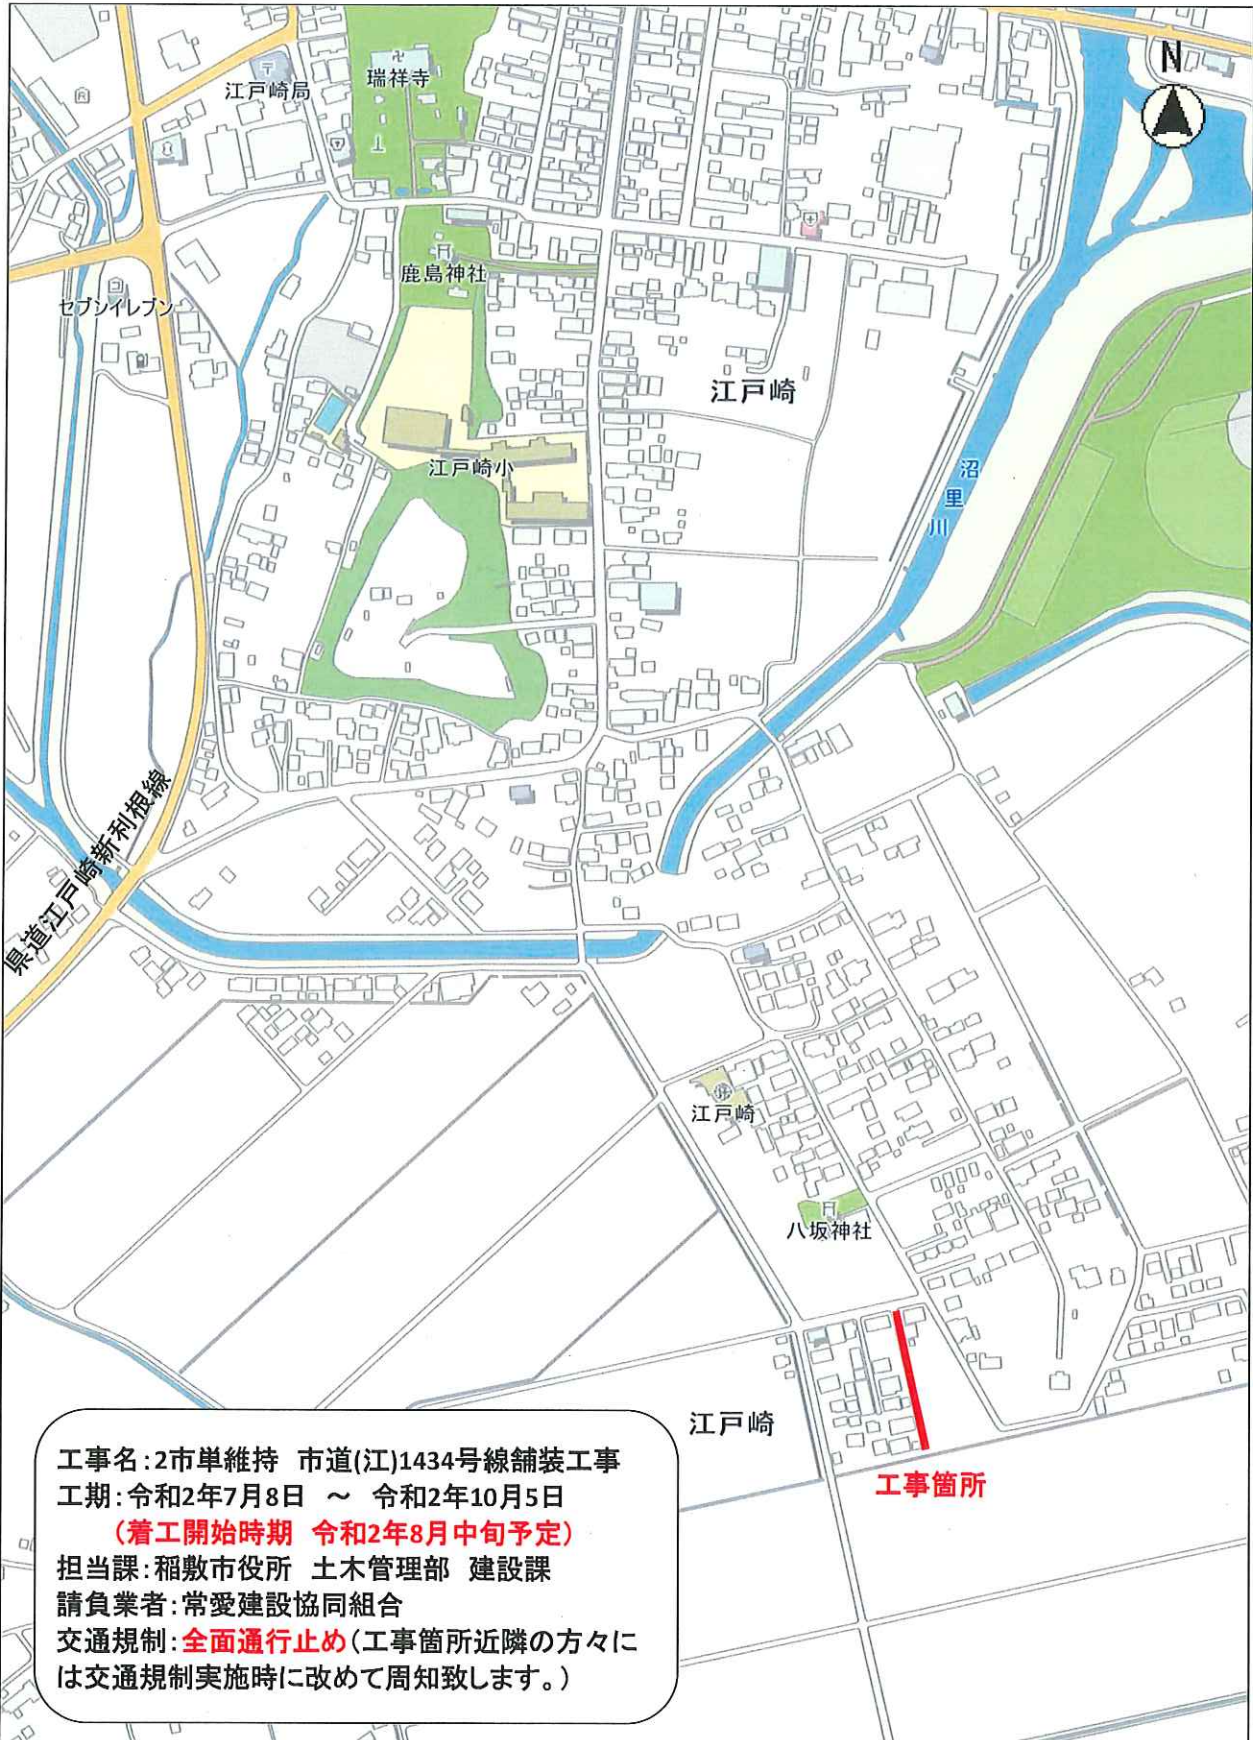 N
江戸崎局
瑞祥寺
鹿島神社
セブンイレブン
江戸崎
江戸崎小
沼里川
県道江戸崎新利根線
江戸崎
八坂神社
江戸崎
工事箇所
工事名:2市単維持 市道(江)1434号線舗装工事
工期:令和2年7月8日 ～ 令和2年10月5日
(着工開始時期 令和2年8月中旬予定)
担当課:稲敷市役所 土木管理部 建設課
請負業者:常愛建設協同組合
交通規制:全面通行止め(工事箇所近隣の方々に
は交通規制実施時に改めて周知致します。)